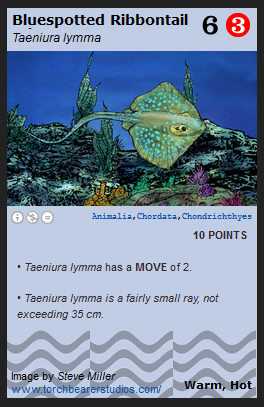 Bluespotted Ribbontail
6 3
Taeniura lymma
Animalia,Chordata,Chondrichthyes
10 POINTS
• Taeniura lymma has a MOVE of 2.
• Taeniura lymma is a fairly small ray, not
exceeding 35 cm.
Image by Steve Miller
www.torchbearerstudios.com/
Warm, Hot